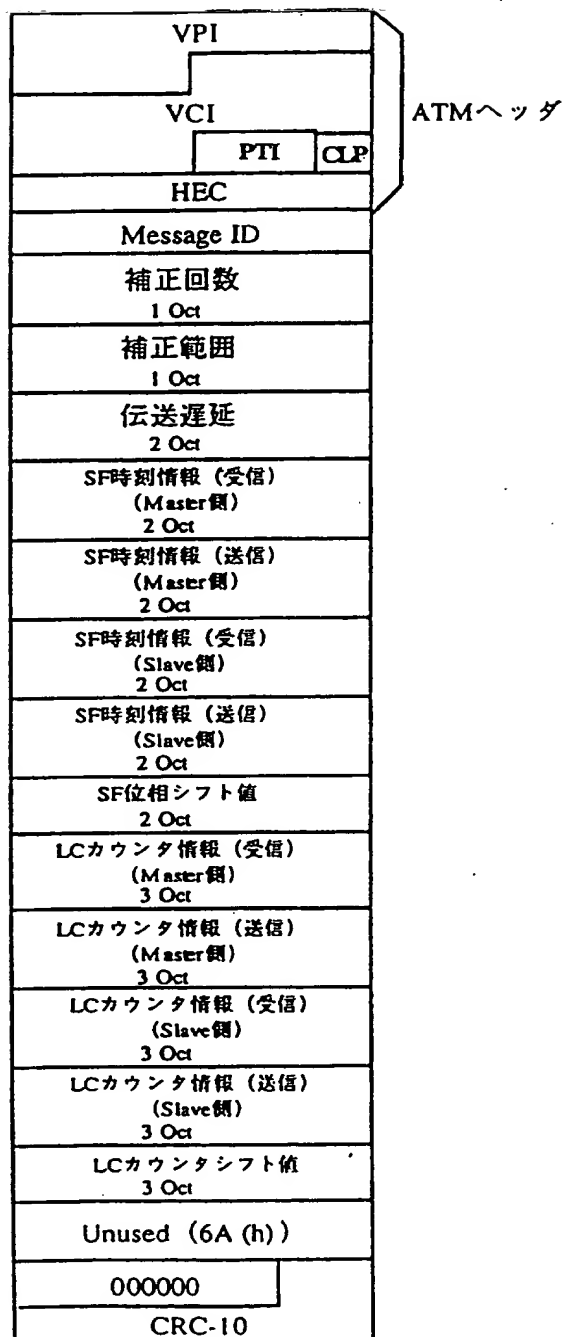 VPI
VCI
ATMヘッダ
PTI CLP
HEC
Message ID
補正回数
1 Oct
補正範囲
1 Oct
伝送遅延
2 Oct
SF時刻情報（受信）
(Master側)
2 Oct
SF時刻情報（送信）
(Master側)
2 Oct
SF時刻情報（受信）
(Slave側)
2 Oct
SF時刻情報（送信）
(Slave側)
2 Oct
SF位相シフト値
2 Oct
LCカウンタ情報（受信）
(Master側)
3 Oct
LCカウンタ情報（送信）
(Master側)
3 Oct
LCカウンタ情報（受信）
(Slave側)
3 Oct
LCカウンタ情報（送信）
(Slave側)
3 Oct
LCカウンタシフト値
3 Oct
Unused（6A (h)）
000000
CRC-10